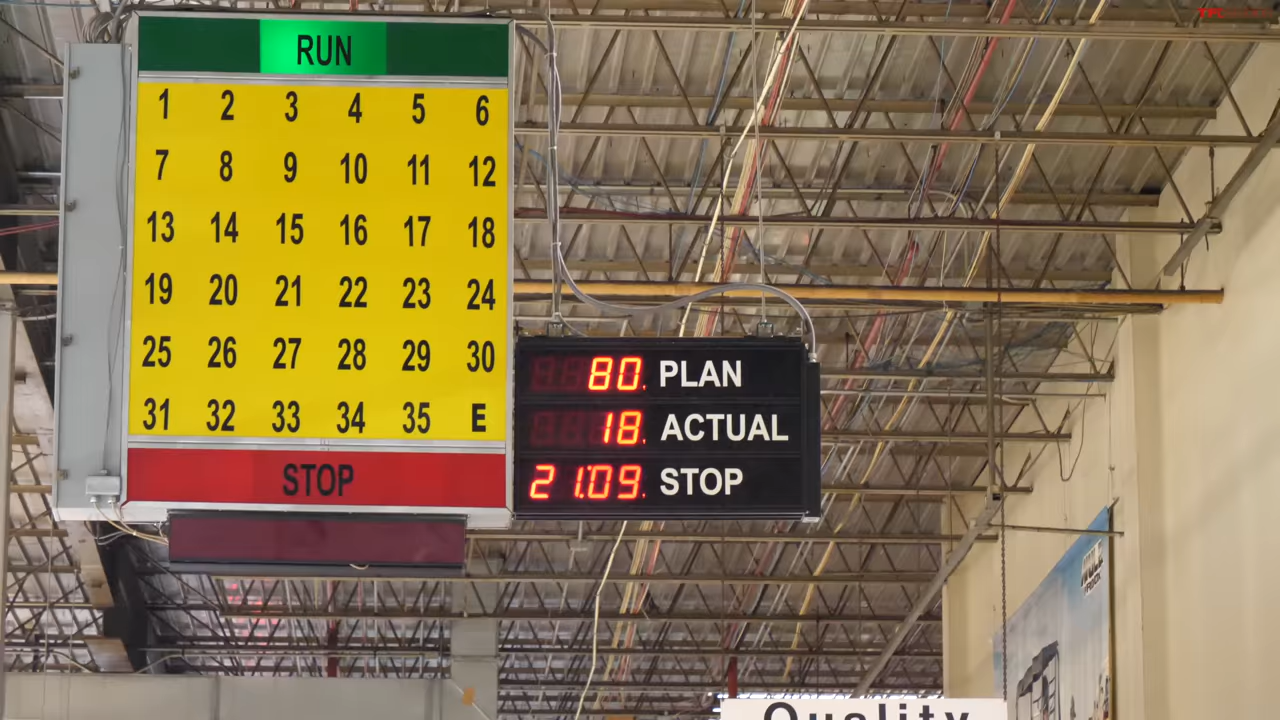 RUN
1 2 3 4 5 6
7 8 9 10 11 12
13 14 15 16 17 18
19 20 21 22 23 24
25 26 27 28 29 30
31 32 33 34 35 E
STOP
80. PLAN
18. ACTUAL
21:09. STOP
Quality